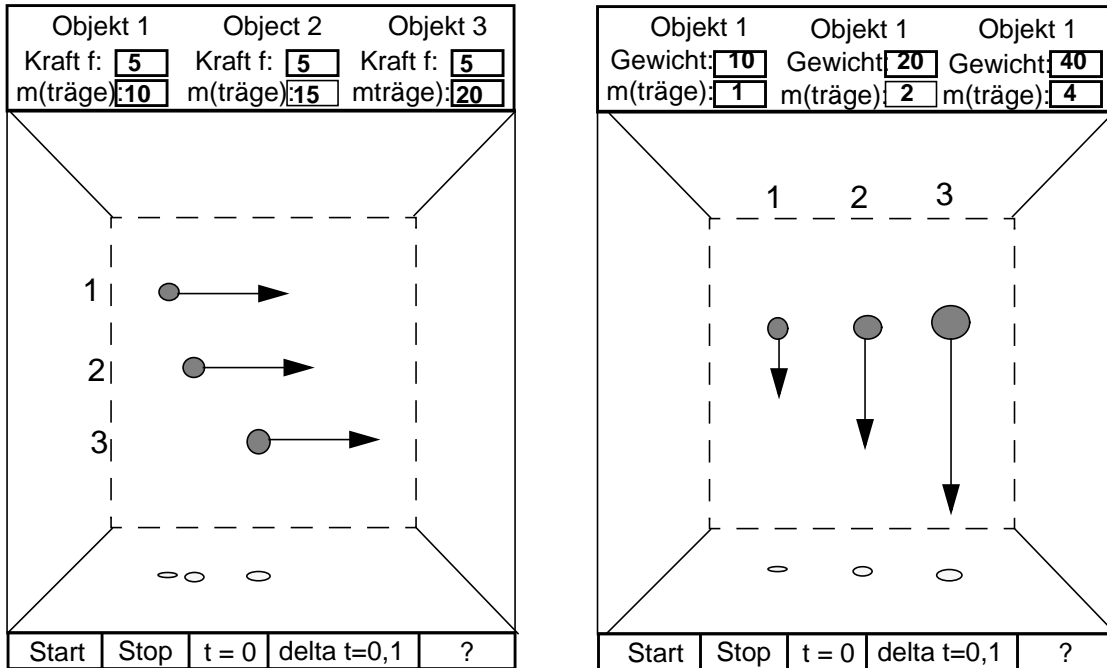 Objekt 1 Object 2 Objekt 3
Kraft f: 5 Kraft f: 5 Kraft f: 5
m(träge):10 m(träge):15 mträge):20
1
2
3
Start Stop t = 0 delta t=0,1 ?
Objekt 1 Objekt 1 Objekt 1
Gewicht: 10 Gewicht: 20 Gewicht: 40
m(träge): 1 m(träge): 2 m(träge): 4
1 2 3
Start Stop t = 0 delta t=0,1 ?